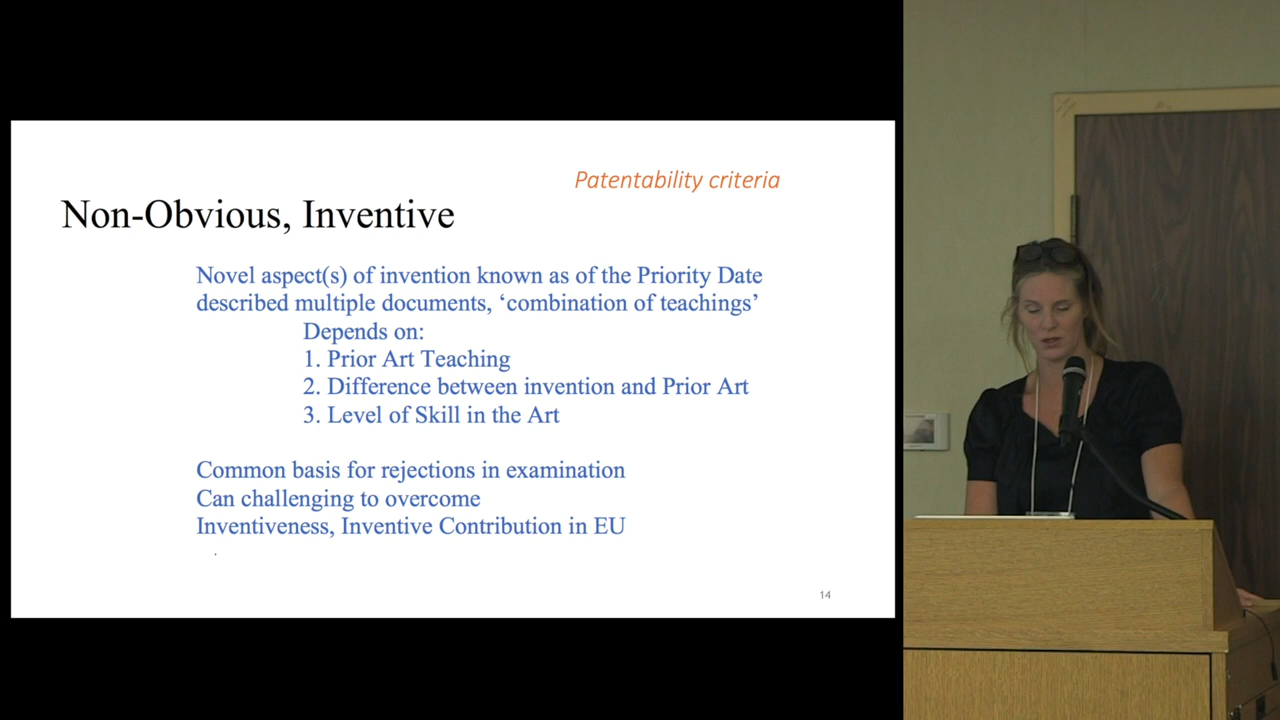 Patentability criteria
Non-Obvious, Inventive
Novel aspect(s) of invention known as of the Priority Date
described multiple documents, ‘combination of teachings’
Depends on:
1. Prior Art Teaching
2. Difference between invention and Prior Art
3. Level of Skill in the Art
Common basis for rejections in examination
Can challenging to overcome
Inventiveness, Inventive Contribution in EU
.
14